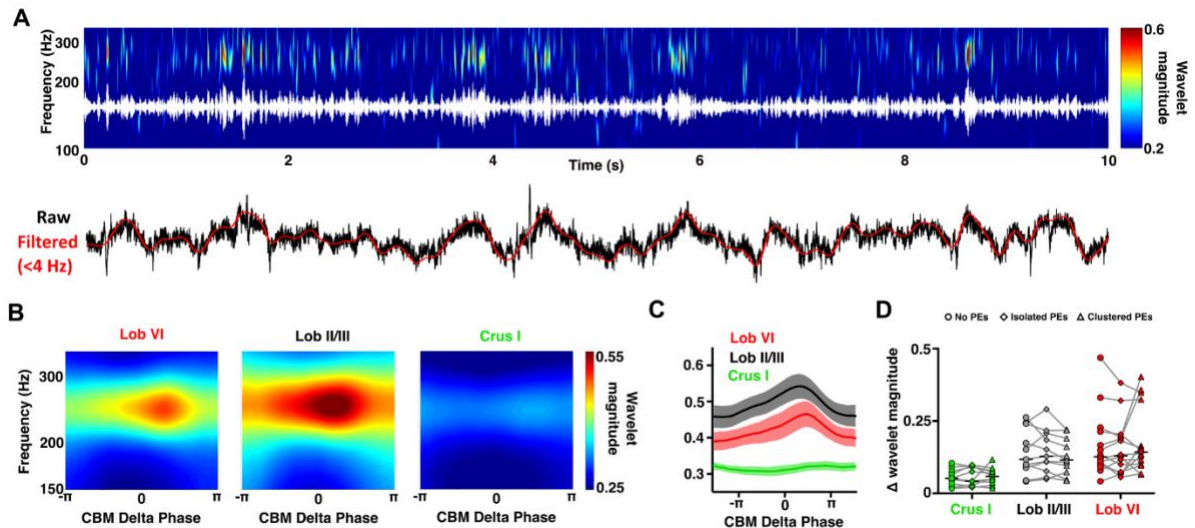 A
Frequency (Hz)
300
200
100
0 2 4 6 8 10
Time (s)
0.6
0.2
Wavelet
magnitude
Raw
Filtered
(<4 Hz)
B
Lob VI Lob II/III Crus I
Frequency (Hz)
300
200
150
-π 0 π -π 0 π -π 0 π
CBM Delta Phase CBM Delta Phase CBM Delta Phase
0.55
0.25
Wavelet
magnitude
C
Lob VI
Lob II/III
Crus I
0.5
0.4
0.3
-π 0 π
CBM Delta Phase
D
No PEs Isolated PEs Clustered PEs
Δ wavelet magnitude
0.5
0.25
0
Crus I Lob II/III Lob VI